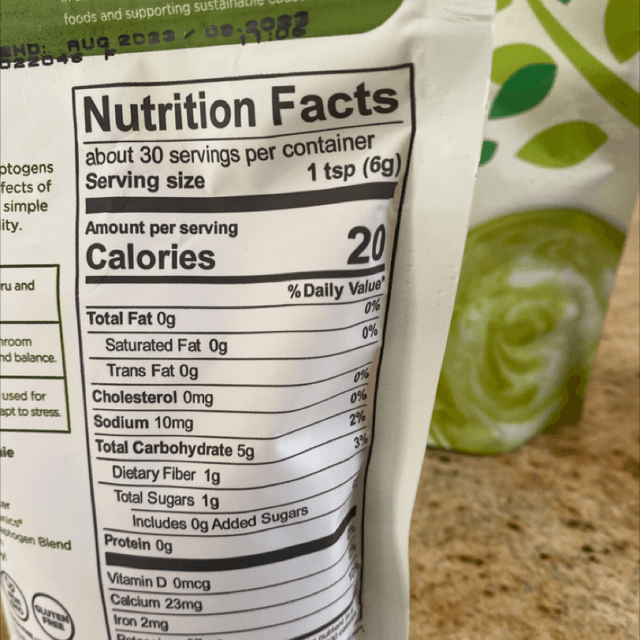 foods and supporting sustainable
END: AUG 2023 / 08.2023
ptogens
fects of
simple
ity.
ru and
hroom
nd balance.
used for
apt to stress.
ie
ptogen Blend
GLUTEN FREE
Nutrition Facts
about 30 servings per container
Serving size 1 tsp (6g)
Amount per serving
Calories 20
% Daily Value*
Total Fat 0g 0%
Saturated Fat 0g 0%
Trans Fat 0g
Cholesterol 0mg 0%
Sodium 10mg 0%
Total Carbohydrate 5g 2%
Dietary Fiber 1g 3%
Total Sugars 1g
Includes 0g Added Sugars
Protein 0g
Vitamin D 0mcg
Calcium 23mg
Iron 2mg